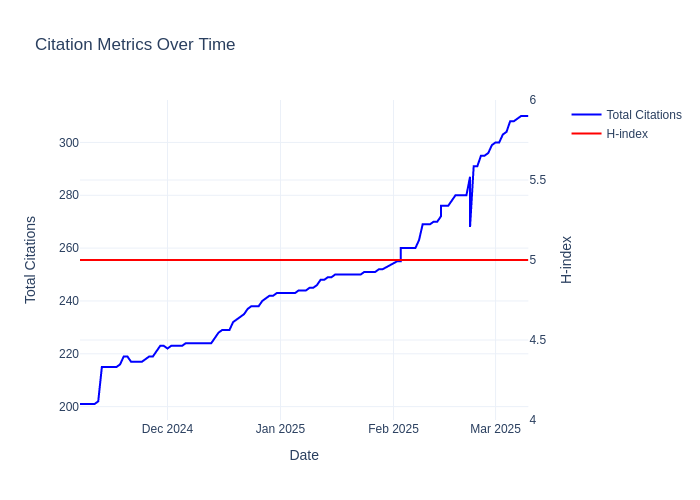 Citation Metrics Over Time
Total Citations
H-index
6
5.5
5
4.5
4
300
280
260
240
220
200
Total Citations
H-index
Dec 2024
Jan 2025
Feb 2025
Mar 2025
Date